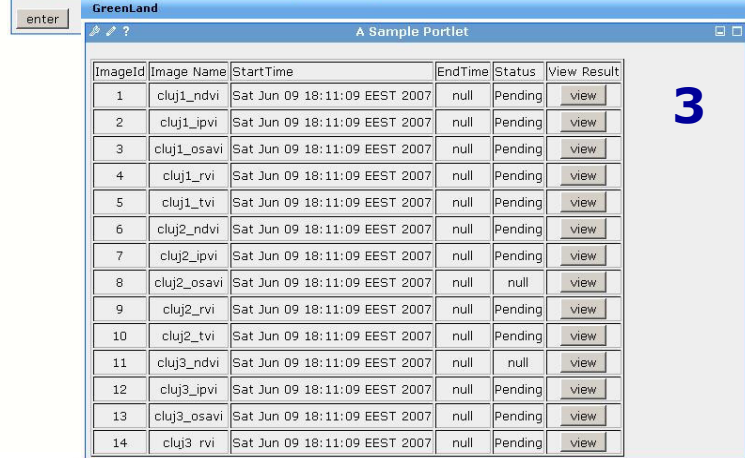 enter
GreenLand
?
A Sample Portlet
ImageId Image Name StartTime EndTime Status View Result
1 cluj1_ndvi Sat Jun 09 18:11:09 EEST 2007 null Pending view
2 cluj1_ipvi Sat Jun 09 18:11:09 EEST 2007 null Pending view
3 cluj1_osavi Sat Jun 09 18:11:09 EEST 2007 null Pending view
4 cluj1_rvi Sat Jun 09 18:11:09 EEST 2007 null Pending view
5 cluj1_tvi Sat Jun 09 18:11:09 EEST 2007 null Pending view
6 cluj2_ndvi Sat Jun 09 18:11:09 EEST 2007 null Pending view
7 cluj2_ipvi Sat Jun 09 18:11:09 EEST 2007 null Pending view
8 cluj2_osavi Sat Jun 09 18:11:09 EEST 2007 null null view
9 cluj2_rvi Sat Jun 09 18:11:09 EEST 2007 null Pending view
10 cluj2_tvi Sat Jun 09 18:11:09 EEST 2007 null Pending view
11 cluj3_ndvi Sat Jun 09 18:11:09 EEST 2007 null null view
12 cluj3_ipvi Sat Jun 09 18:11:09 EEST 2007 null Pending view
13 cluj3_osavi Sat Jun 09 18:11:09 EEST 2007 null Pending view
14 cluj3_rvi Sat Jun 09 18:11:09 EEST 2007 null Pending view
3